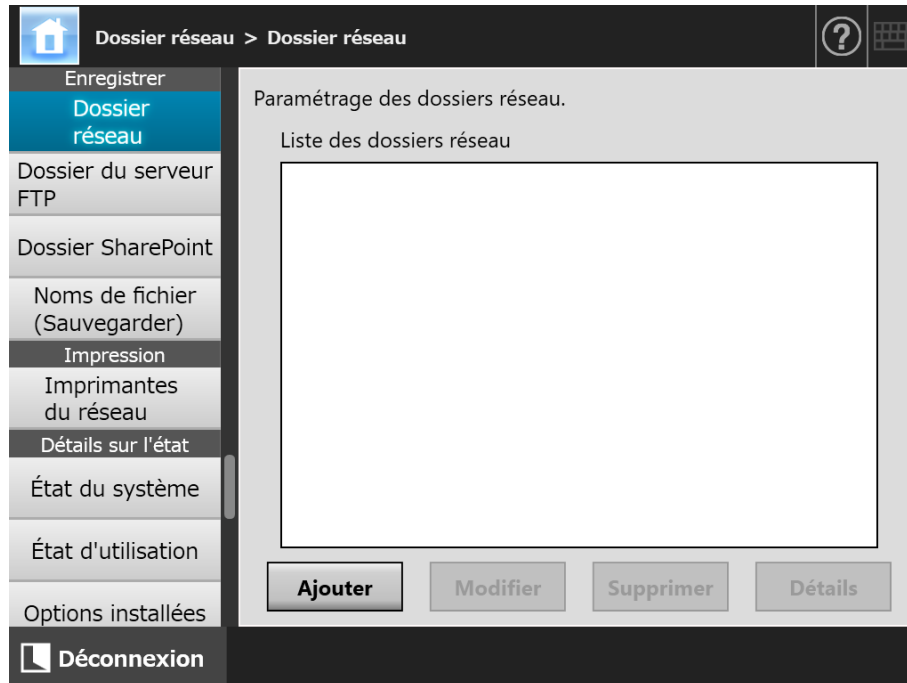 Dossier réseau > Dossier réseau
?
Enregistrer
Dossier
réseau
Dossier du serveur
FTP
Dossier SharePoint
Noms de fichier
(Sauvegarder)
Impression
Imprimantes
du réseau
Détails sur l'état
État du système
État d'utilisation
Options installées
Paramétrage des dossiers réseau.
Liste des dossiers réseau
Ajouter
Modifier
Supprimer
Détails
Déconnexion